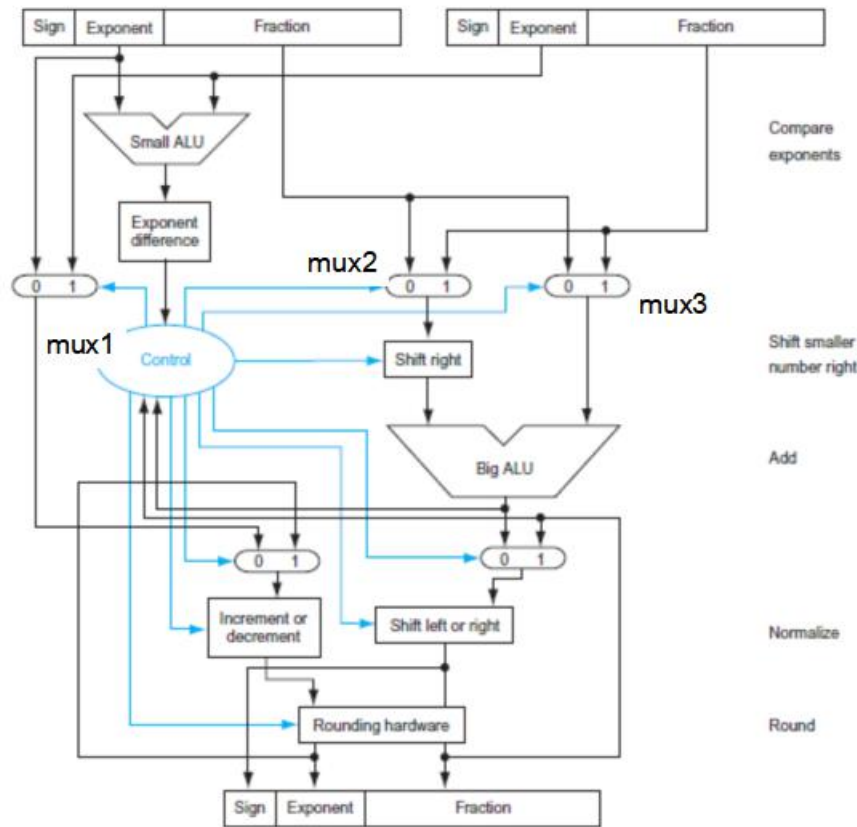 Sign Exponent Fraction
Sign Exponent Fraction
Small ALU
Compare
exponents
Exponent
difference
mux2
0 1
0 1
0 1
mux3
mux1
Control
Shift right
Shift smaller
number right
Big ALU
Add
0 1
0 1
Increment or
decrement
Shift left or right
Normalize
Rounding hardware
Round
Sign Exponent Fraction